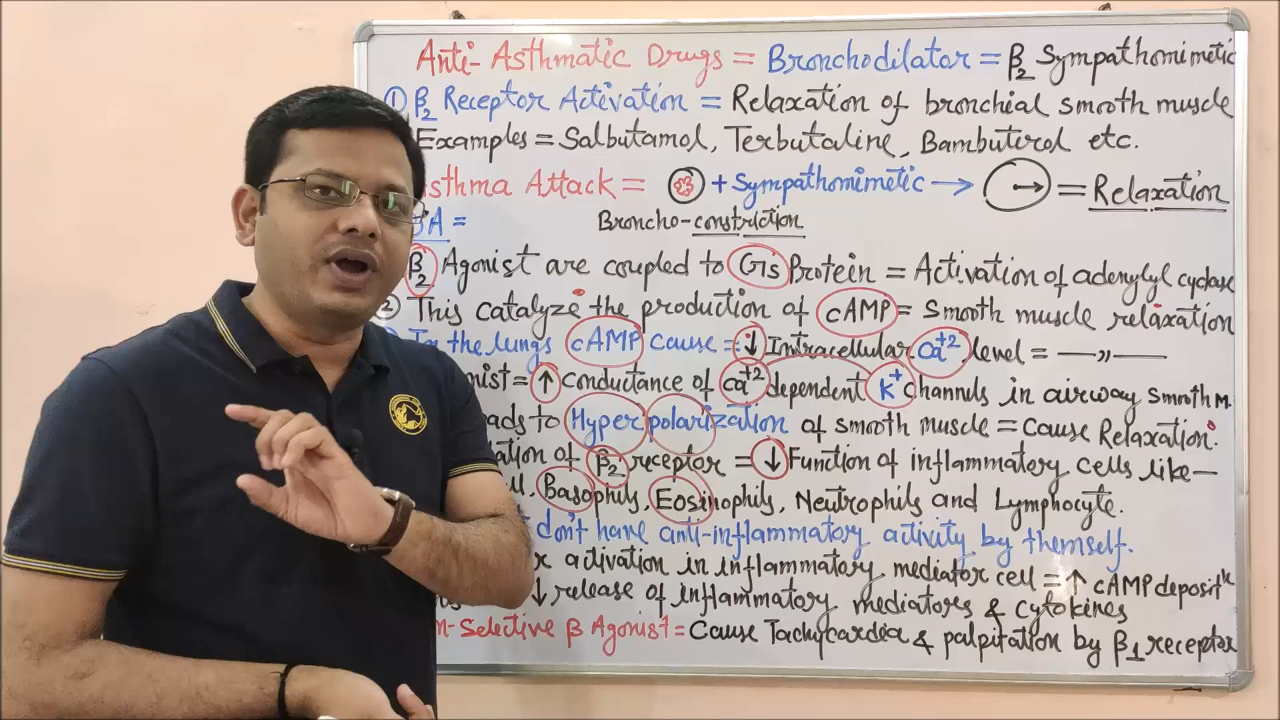 Anti-Asthmatic Drugs = Bronchodilator = β2 Sympathomimetic
① β2 Receptor Activation = Relaxation of bronchial smooth muscle
Examples = Salbutamol, Terbutaline, Bambuterol etc.
sthma Attack = + Sympathomimetic → = Relaxation
A = Broncho-constriction
β2 Agonist are coupled to Gs Protein = Activation of adenylyl cyclase
② This catalyze the production of cAMP = Smooth muscle relaxation
In the lungs cAMP cause = ↓ Intracellular Ca+2 level = —〃—
nist = ↑ Conductance of Ca+2 dependent K+ channels in airway smooth M.
eads to Hyperpolarization of smooth muscle = Cause Relaxation.
ation of β2 receptor = ↓ Function of inflammatory cells like—
ll, Basophils, Eosinophils, Neutrophils and Lymphocyte.
t don't have anti-inflammatory activity by themself.
r activation in inflammatory mediator cell = ↑ cAMP deposit
↓ release of inflammatory mediators & Cytokines
n-Selective β Agonist = Cause Tachycardia & palpitation by β1 receptor